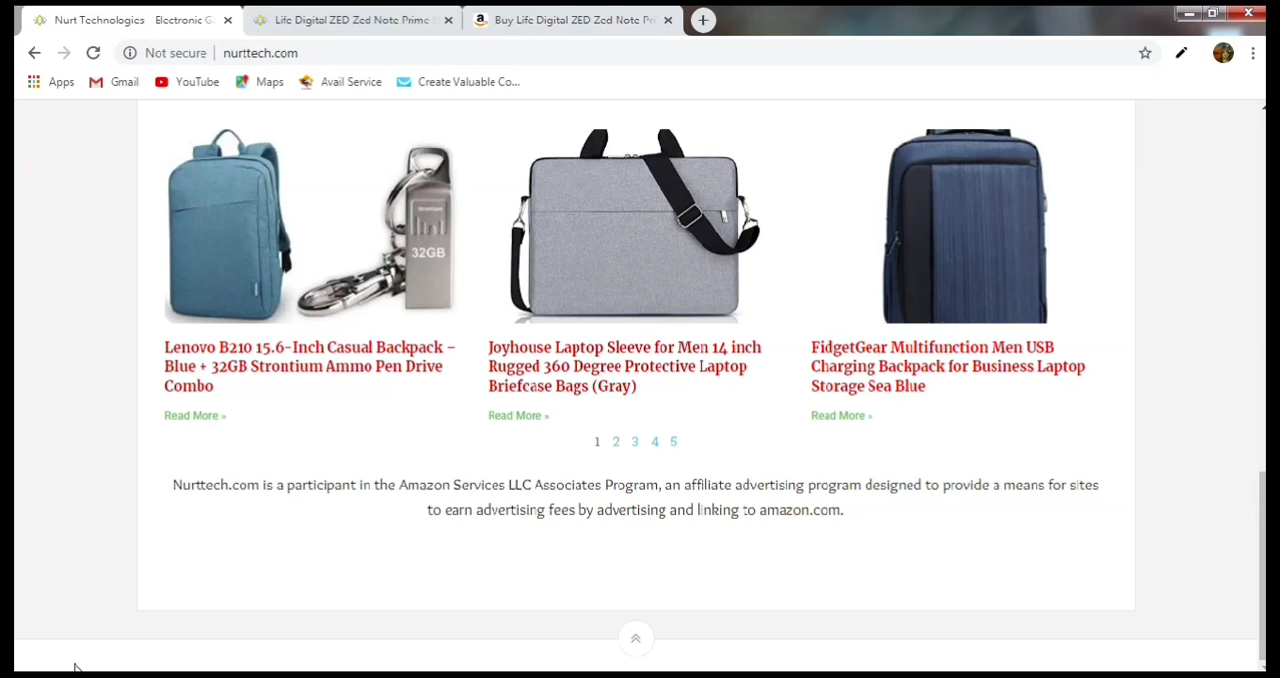 Nurt Technologies Electronic G
Life Digital ZED Zed Note Prime
Buy Life Digital ZED Zed Note Pri
Not secure | nurttech.com
Apps Gmail YouTube Maps Avail Service Create Valuable Co...
Strontium
32GB
Lenovo B210 15.6-Inch Casual Backpack –
Blue + 32GB Strontium Ammo Pen Drive
Combo
Read More »
Joyhouse Laptop Sleeve for Men 14 inch
Rugged 360 Degree Protective Laptop
Briefcase Bags (Gray)
Read More »
FidgetGear Multifunction Men USB
Charging Backpack for Business Laptop
Storage Sea Blue
Read More »
1 2 3 4 5
Nurttech.com is a participant in the Amazon Services LLC Associates Program, an affiliate advertising program designed to provide a means for sites
to earn advertising fees by advertising and linking to amazon.com.